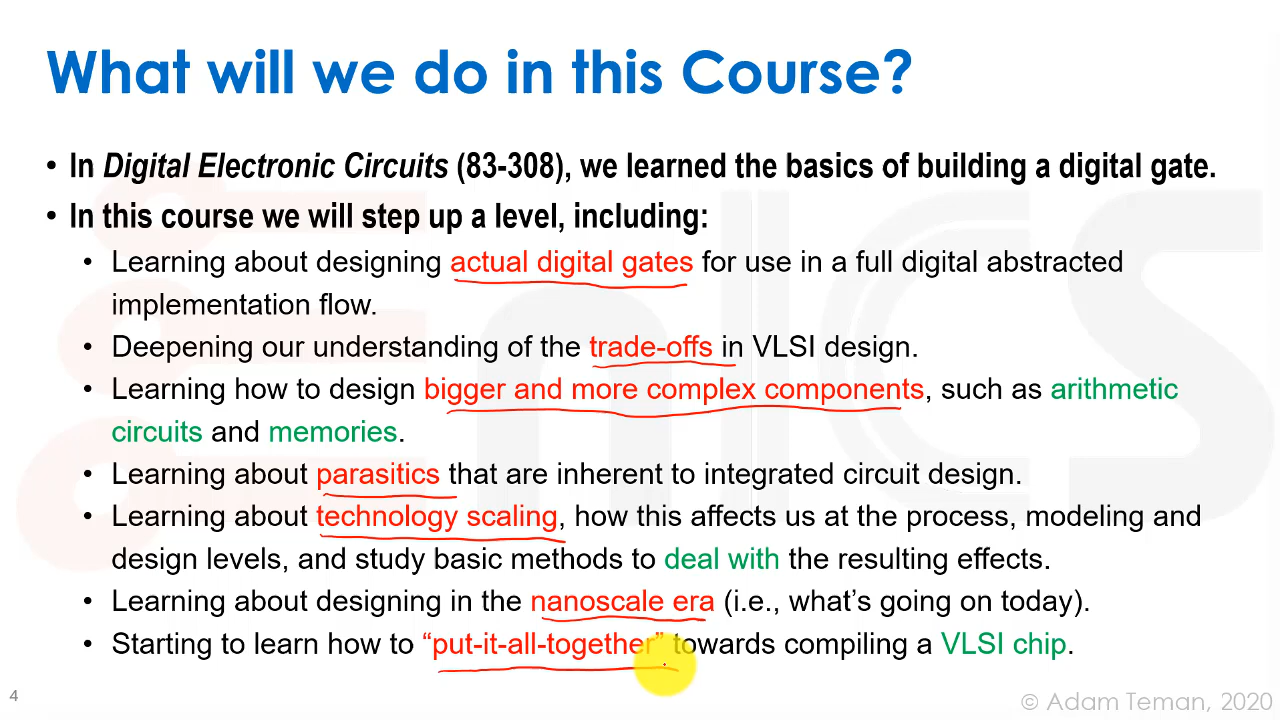 What will we do in this Course?
• In Digital Electronic Circuits (83-308), we learned the basics of building a digital gate.
• In this course we will step up a level, including:
• Learning about designing actual digital gates for use in a full digital abstracted
implementation flow.
• Deepening our understanding of the trade-offs in VLSI design.
• Learning how to design bigger and more complex components, such as arithmetic
circuits and memories.
• Learning about parasitics that are inherent to integrated circuit design.
• Learning about technology scaling, how this affects us at the process, modeling and
design levels, and study basic methods to deal with the resulting effects.
• Learning about designing in the nanoscale era (i.e., what’s going on today).
• Starting to learn how to “put-it-all-together” towards compiling a VLSI chip.
4
© Adam Teman, 2020
enICS